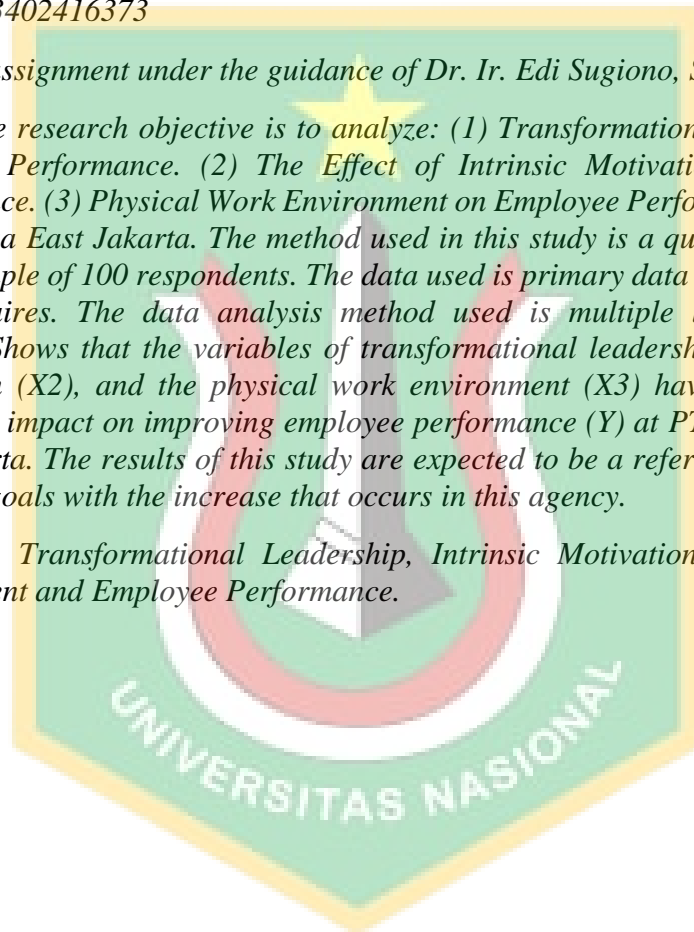 3402416373
assignment under the guidance of Dr. Ir. Edi Sugiono, S
research objective is to analyze: (1) Transformation
Performance. (2) The Effect of Intrinsic Motivati
ce. (3) Physical Work Environment on Employee Perfo
a East Jakarta. The method used in this study is a qu
ple of 100 respondents. The data used is primary data
ires. The data analysis method used is multiple
Shows that the variables of transformational leadersh
(X2), and the physical work environment (X3) hav
impact on improving employee performance (Y) at PT
rta. The results of this study are expected to be a refer
goals with the increase that occurs in this agency.
Transformational Leadership, Intrinsic Motivation
ent and Employee Performance.
UNIVERSITAS NASIONAL